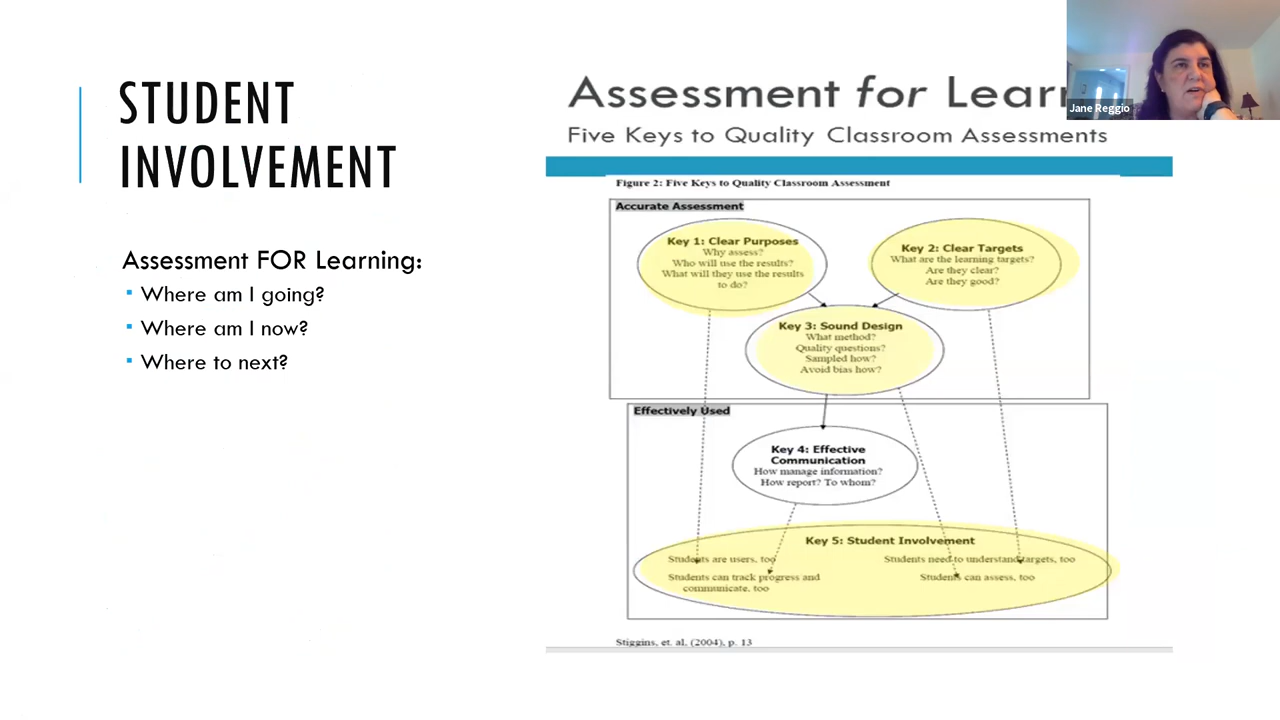 STUDENT
INVOLVEMENT
Assessment FOR Learning:
Where am I going?
Where am I now?
Where to next?
Assessment for Learn
Five Keys to Quality Classroom Assessments
Jane Reggio
Figure 2: Five Keys to Quality Classroom Assessment
Accurate Assessment
Key 1: Clear Purposes
Why assess?
Who will use the results?
What will they use the results
to do?
Key 2: Clear Targets
What are the learning targets?
Are they clear?
Are they good?
Key 3: Sound Design
What method?
Quality questions?
Sampled how?
Avoid bias how?
Effectively Used
Key 4: Effective
Communication
How manage information?
How report? To whom?
Key 5: Student Involvement
Students are users, too
Students need to understand targets, too
Students can track progress and
communicate, too
Students can assess, too
Stiggins, et. al, (2004), p. 13